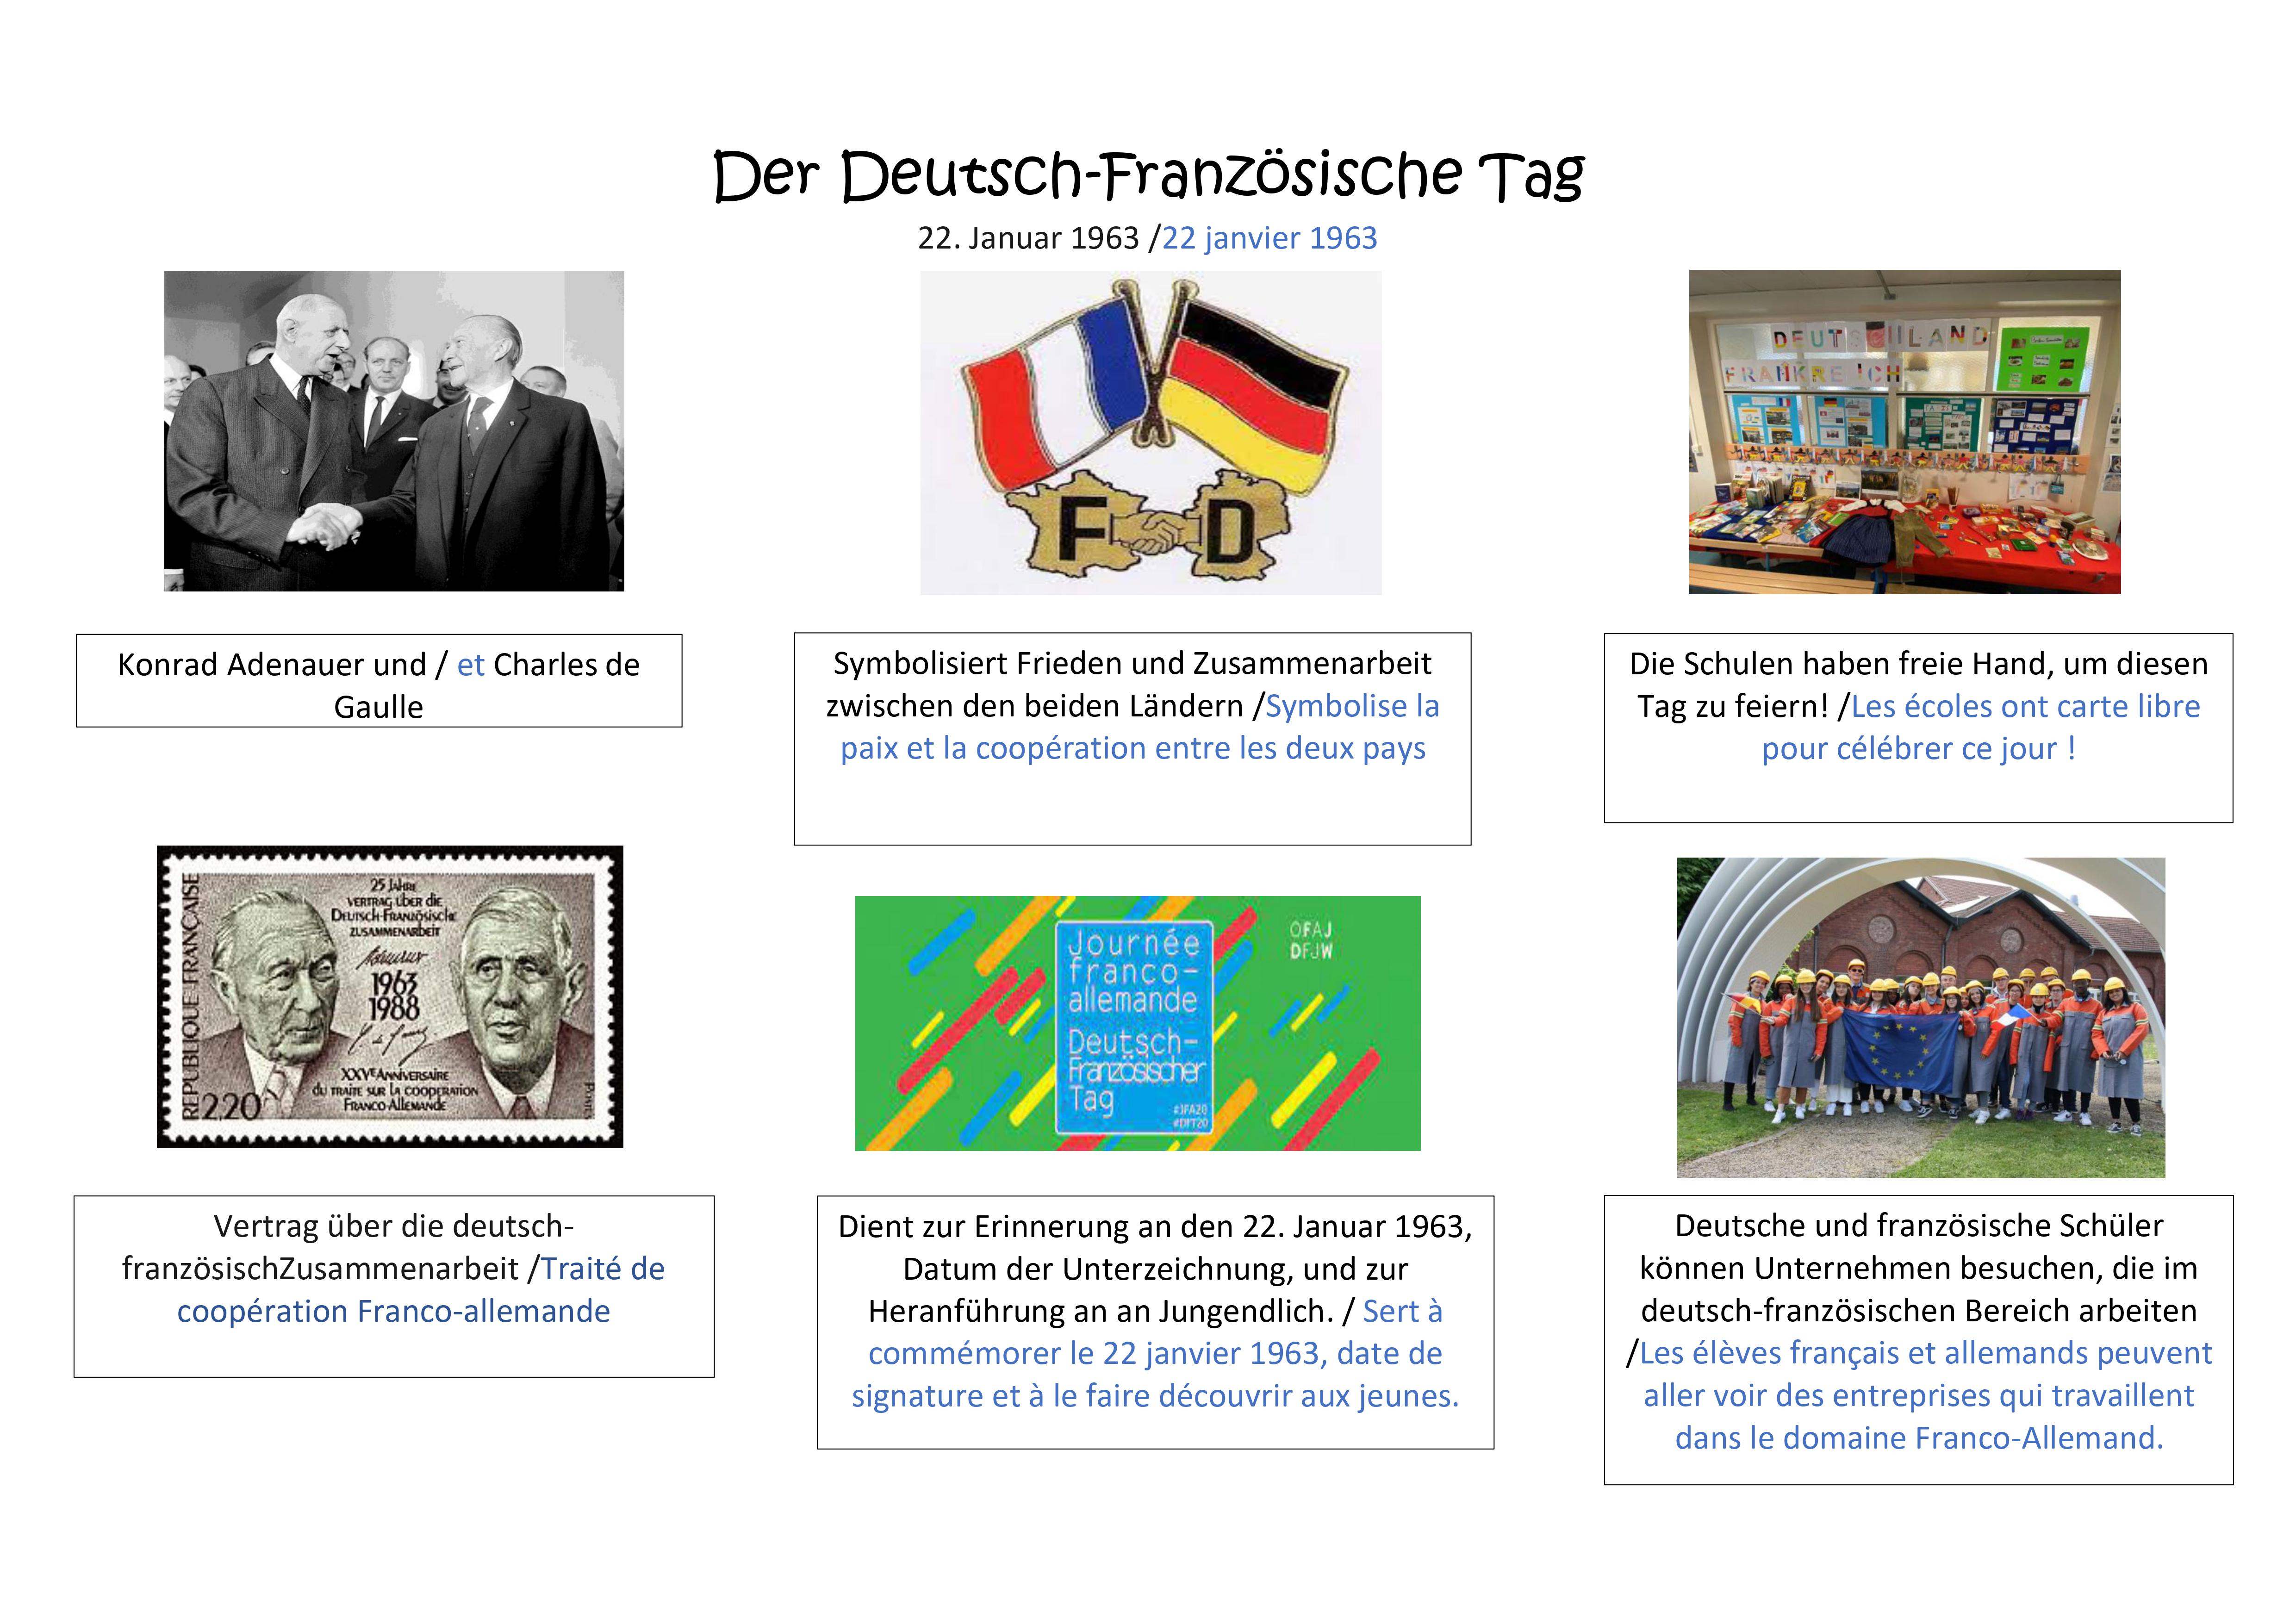 Der Deutsch-Französische Tag
22. Januar 1963 /22 janvier 1963
DEUTSCHLAND
FRANKREICH
F D
Konrad Adenauer und / et Charles de
Gaulle
Symbolisiert Frieden und Zusammenarbeit
zwischen den beiden Ländern /Symbolise la
paix et la coopération entre les deux pays
Die Schulen haben freie Hand, um diesen
Tag zu feiern! /Les écoles ont carte libre
pour célébrer ce jour !
RÉPUBLIQUE FRANÇAISE
25 JAHRE
VERTRAG ÜBER DIE
DEUTSCH-FRANZÖSISCHE
ZUSAMMENARBEIT
1963
1988
XXVE ANNIVERSAIRE
DU TRAITE SUR LA COOPERATION
FRANCO-ALLEMANDE
2,20
Journée
franco-
allemande
Deutsch-
Französischer
Tag
#JFA20
#DFT20
OFAJ
DFJW
Vertrag über die deutsch-
französischZusammenarbeit /Traité de
coopération Franco-allemande
Dient zur Erinnerung an den 22. Januar 1963,
Datum der Unterzeichnung, und zur
Heranführung an an Jungendlich. / Sert à
commémorer le 22 janvier 1963, date de
signature et à le faire découvrir aux jeunes.
Deutsche und französische Schüler
können Unternehmen besuchen, die im
deutsch-französischen Bereich arbeiten
/Les élèves français et allemands peuvent
aller voir des entreprises qui travaillent
dans le domaine Franco-Allemand.